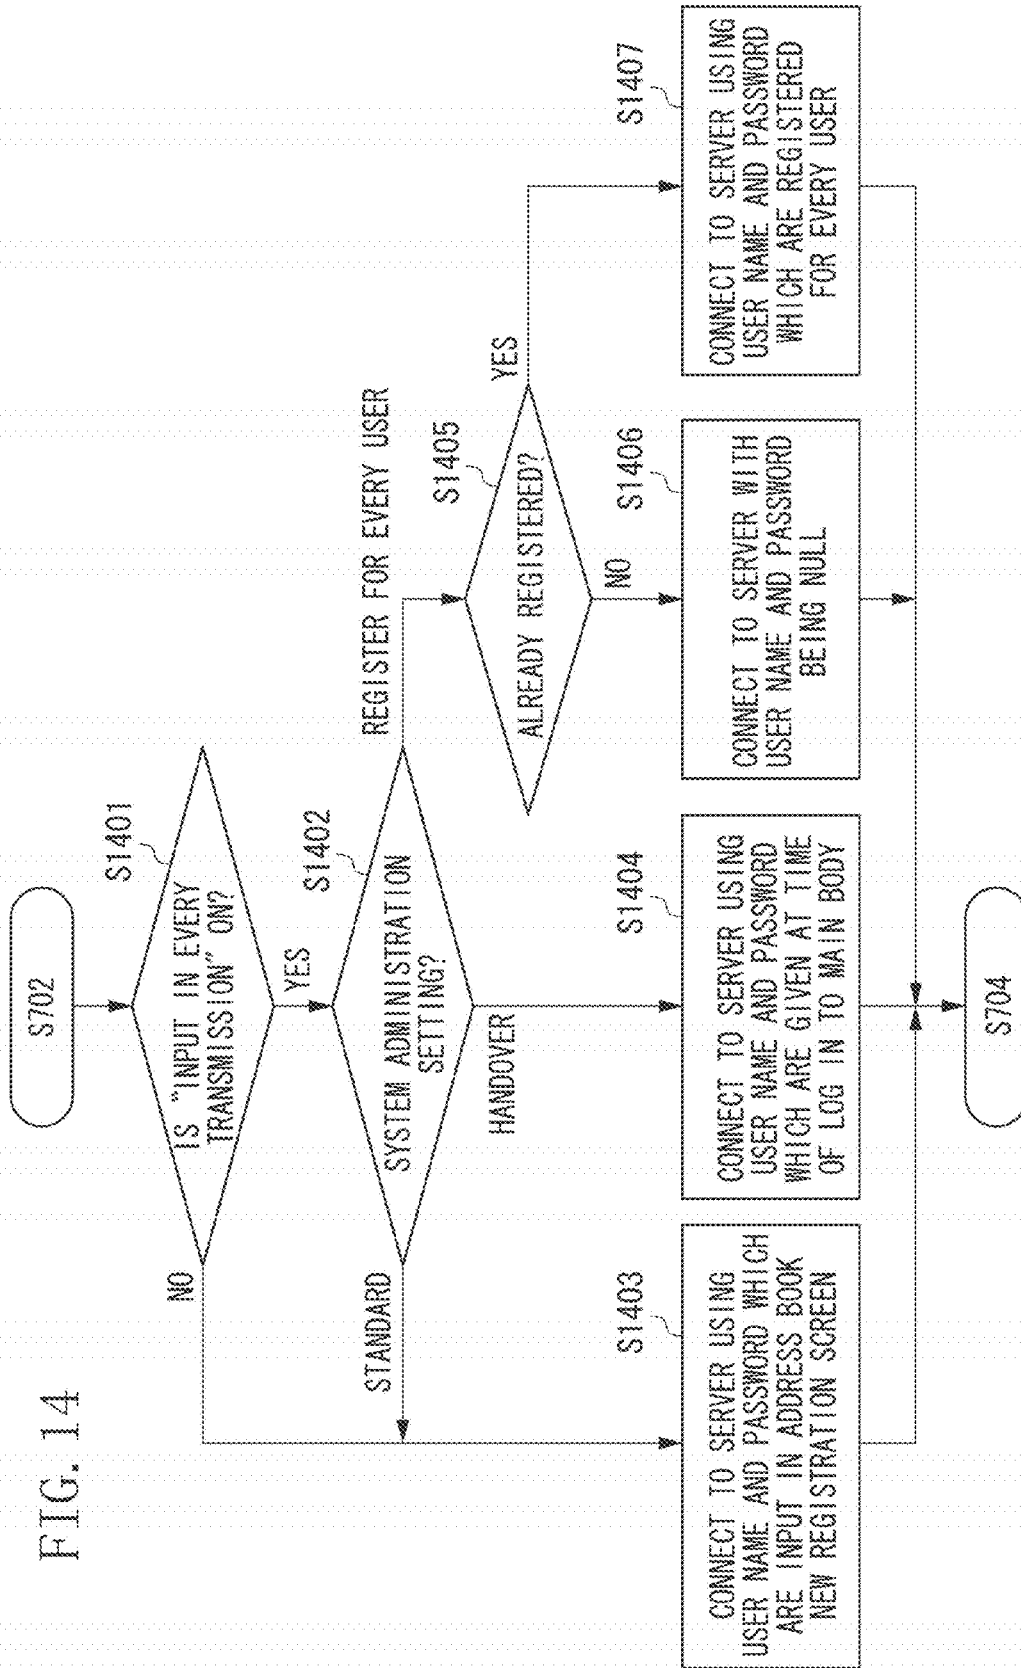 FIG. 14
S702
S1401
IS "INPUT IN EVERY
TRANSMISSION" ON?
NO
YES
S1402
SYSTEM ADMINISTRATION
SETTING?
STANDARD
HANDOVER
REGISTER FOR EVERY USER
S1405
ALREADY REGISTERED?
YES
NO
S1403
CONNECT TO SERVER USING
USER NAME AND PASSWORD WHICH
ARE INPUT IN ADDRESS BOOK
NEW REGISTRATION SCREEN
S1404
CONNECT TO SERVER USING
USER NAME AND PASSWORD
WHICH ARE GIVEN AT TIME
OF LOG IN TO MAIN BODY
S1406
CONNECT TO SERVER WITH
USER NAME AND PASSWORD
BEING NULL
S1407
CONNECT TO SERVER USING
USER NAME AND PASSWORD
WHICH ARE REGISTERED
FOR EVERY USER
S704